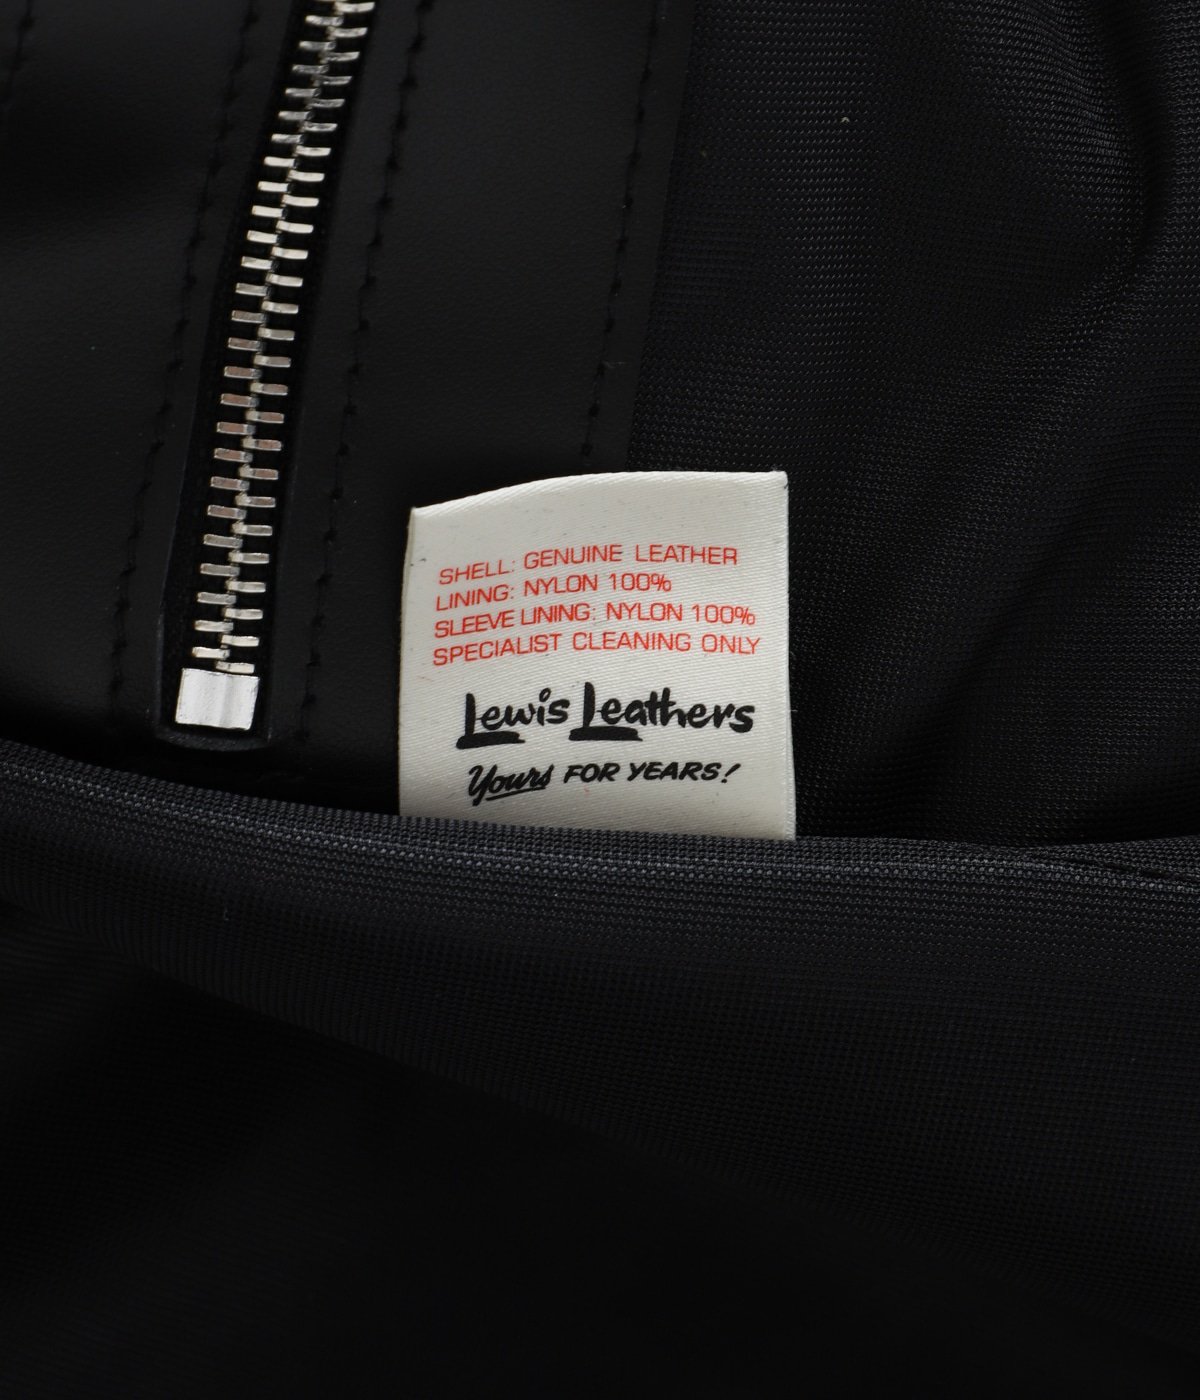 SHELL: GENUINE LEATHER
LINING: NYLON 100%
SLEEVE LINING: NYLON 100%
SPECIALIST CLEANING ONLY
Lewis Leathers
Yours FOR YEARS!